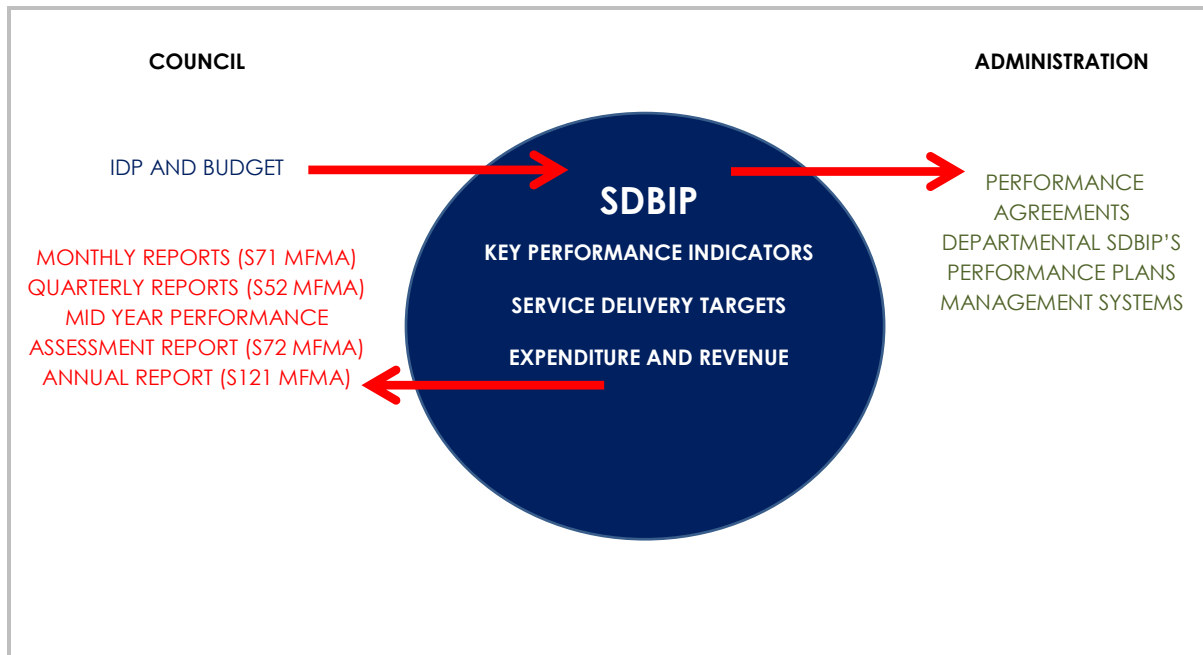 COUNCIL
ADMINISTRATION
IDP AND BUDGET
MONTHLY REPORTS (S71 MFMA)
QUARTERLY REPORTS (S52 MFMA)
MID YEAR PERFORMANCE
ASSESSMENT REPORT (S72 MFMA)
ANNUAL REPORT (S121 MFMA)
SDBIP
KEY PERFORMANCE INDICATORS
SERVICE DELIVERY TARGETS
EXPENDITURE AND REVENUE
PERFORMANCE
AGREEMENTS
DEPARTMENTAL SDBIP’S
PERFORMANCE PLANS
MANAGEMENT SYSTEMS